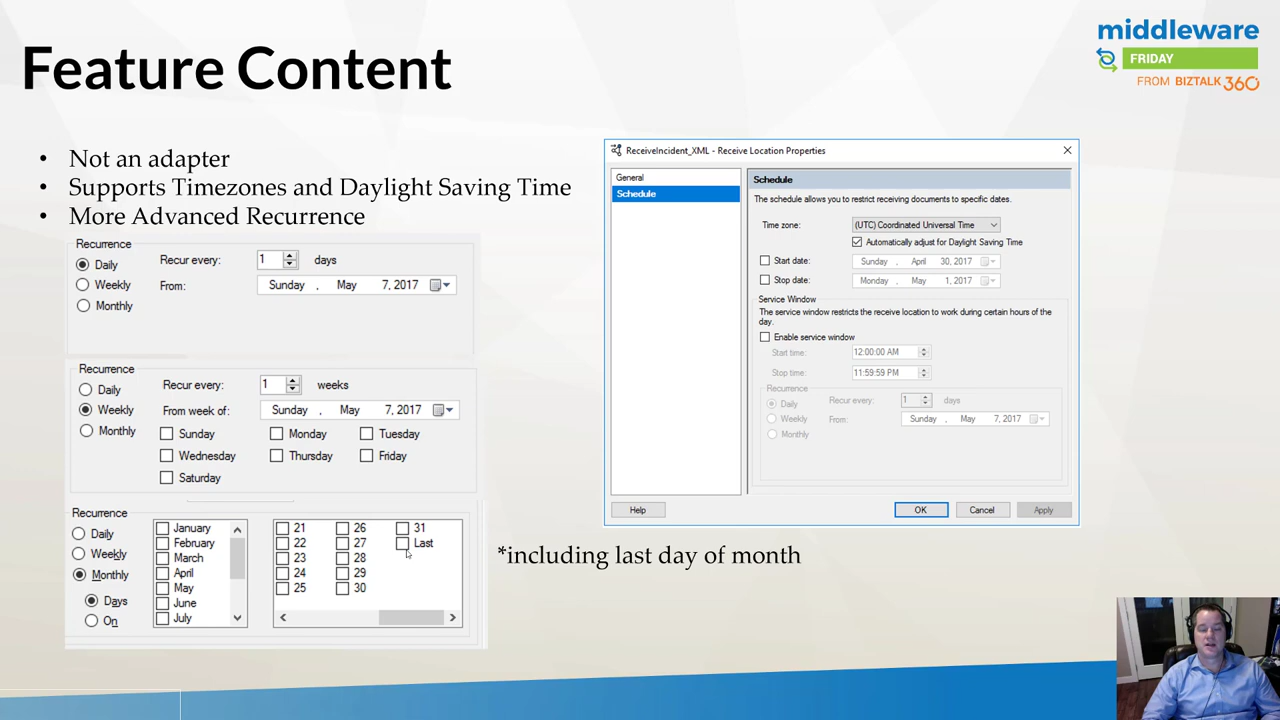 Feature Content
middleware
FRIDAY
FROM BIZTALK 360
• Not an adapter
• Supports Timezones and Daylight Saving Time
• More Advanced Recurrence
Recurrence
Daily
Weekly
Monthly
Recur every: 1 days
From: Sunday , May 7, 2017
Recurrence
Daily
Weekly
Monthly
Recur every: 1 weeks
From week of: Sunday , May 7, 2017
Sunday Monday Tuesday
Wednesday Thursday Friday
Saturday
Recurrence
Daily
Weekly
Monthly
Days
On
January
February
March
April
May
June
July
21 26 31
22 27 Last
23 28
24 29
25 30
*including last day of month
ReceiveIncident_XML - Receive Location Properties
General
Schedule
Schedule
The schedule allows you to restrict receiving documents to specific dates.
Time zone: (UTC) Coordinated Universal Time
Automatically adjust for Daylight Saving Time
Start date: Sunday , April 30, 2017
Stop date: Monday , May 1, 2017
Service Window
The service window restricts the receive location to work during certain hours of the
day.
Enable service window
Start time: 12:00:00 AM
Stop time: 11:59:59 PM
Recurrence
Daily
Weekly
Monthly
Recur every: 1 days
From: Sunday , May 7, 2017
Help OK Cancel Apply